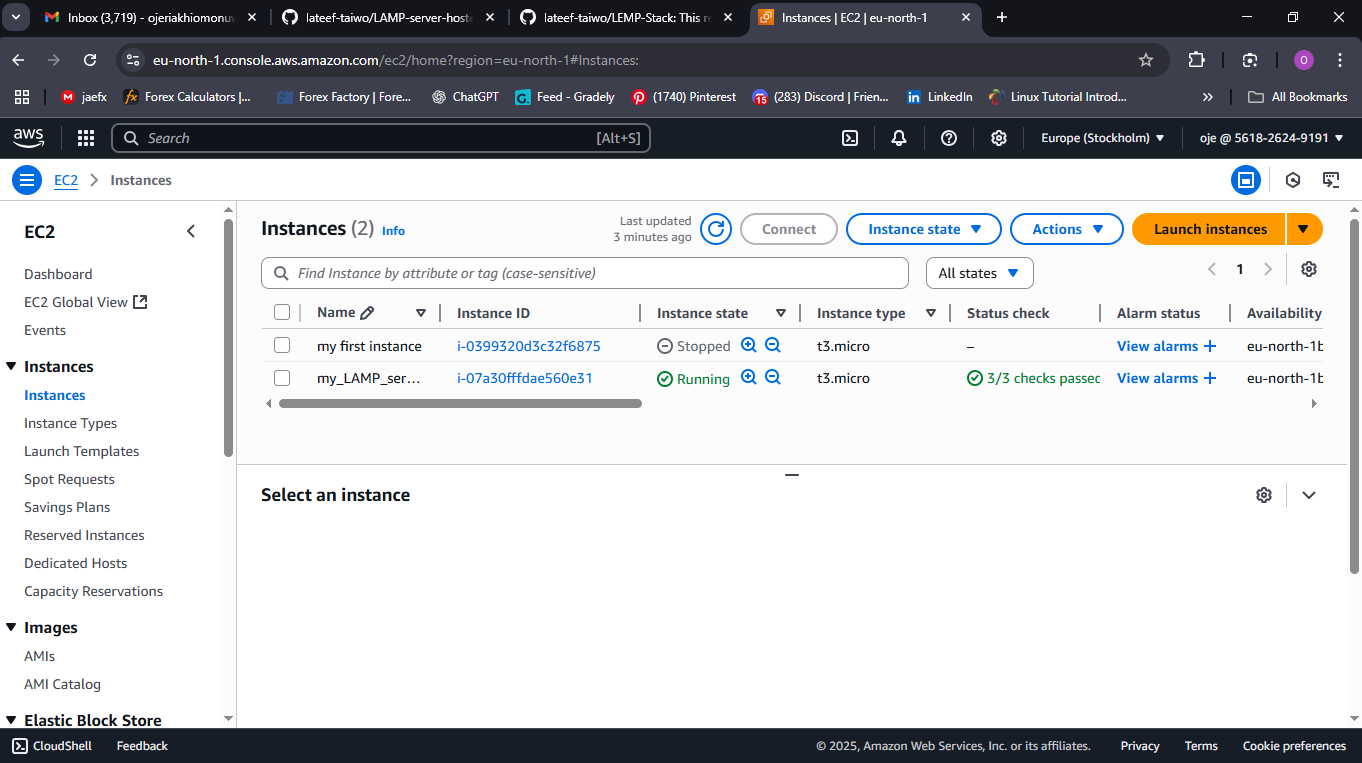 Inbox (3,719) - ojeriakhiomonuw
lateef-taiwo/LAMP-server-hoste
lateef-taiwo/LEMP-Stack: This re
Instances | EC2 | eu-north-1
eu-north-1.console.aws.amazon.com/ec2/home?region=eu-north-1#Instances:
O
jaefx
Forex Calculators |...
Forex Factory | Fore...
ChatGPT
Feed - Gradely
(1740) Pinterest
15
(283) Discord | Frien...
LinkedIn
Linux Tutorial Introd...
All Bookmarks
aws
Search
[Alt+S]
Europe (Stockholm)
oje @ 5618-2624-9191
EC2
Instances
EC2
Dashboard
EC2 Global View
Events
Instances
Instances
Instance Types
Launch Templates
Spot Requests
Savings Plans
Reserved Instances
Dedicated Hosts
Capacity Reservations
Images
AMIs
AMI Catalog
Elastic Block Store
Instances (2) Info
Last updated
3 minutes ago
Connect
Instance state
Actions
Launch instances
Find Instance by attribute or tag (case-sensitive)
All states
1
Name Instance ID Instance state Instance type Status check Alarm status Availability
my first instance i-0399320d3c32f6875 Stopped t3.micro – View alarms + eu-north-1b
my_LAMP_ser... i-07a30fffdae560e31 Running t3.micro 3/3 checks passed View alarms + eu-north-1b
Select an instance
CloudShell
Feedback
© 2025, Amazon Web Services, Inc. or its affiliates.
Privacy
Terms
Cookie preferences